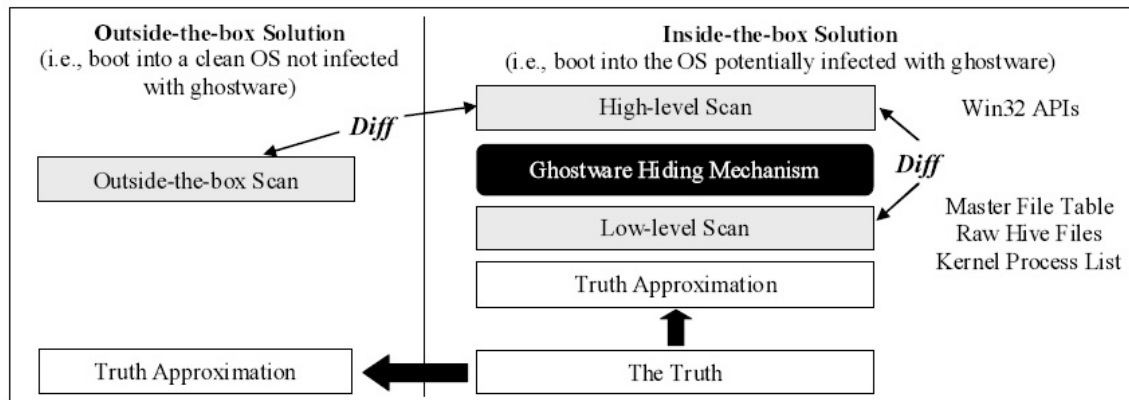 Outside-the-box Solution
(i.e., boot into a clean OS not infected
with ghostware)
Diff
Outside-the-box Scan
Truth Approximation
Inside-the-box Solution
(i.e., boot into the OS potentially infected with ghostware)
High-level Scan
Win32 APIs
Ghostware Hiding Mechanism
Diff
Low-level Scan
Master File Table
Raw Hive Files
Kernel Process List
Truth Approximation
The Truth